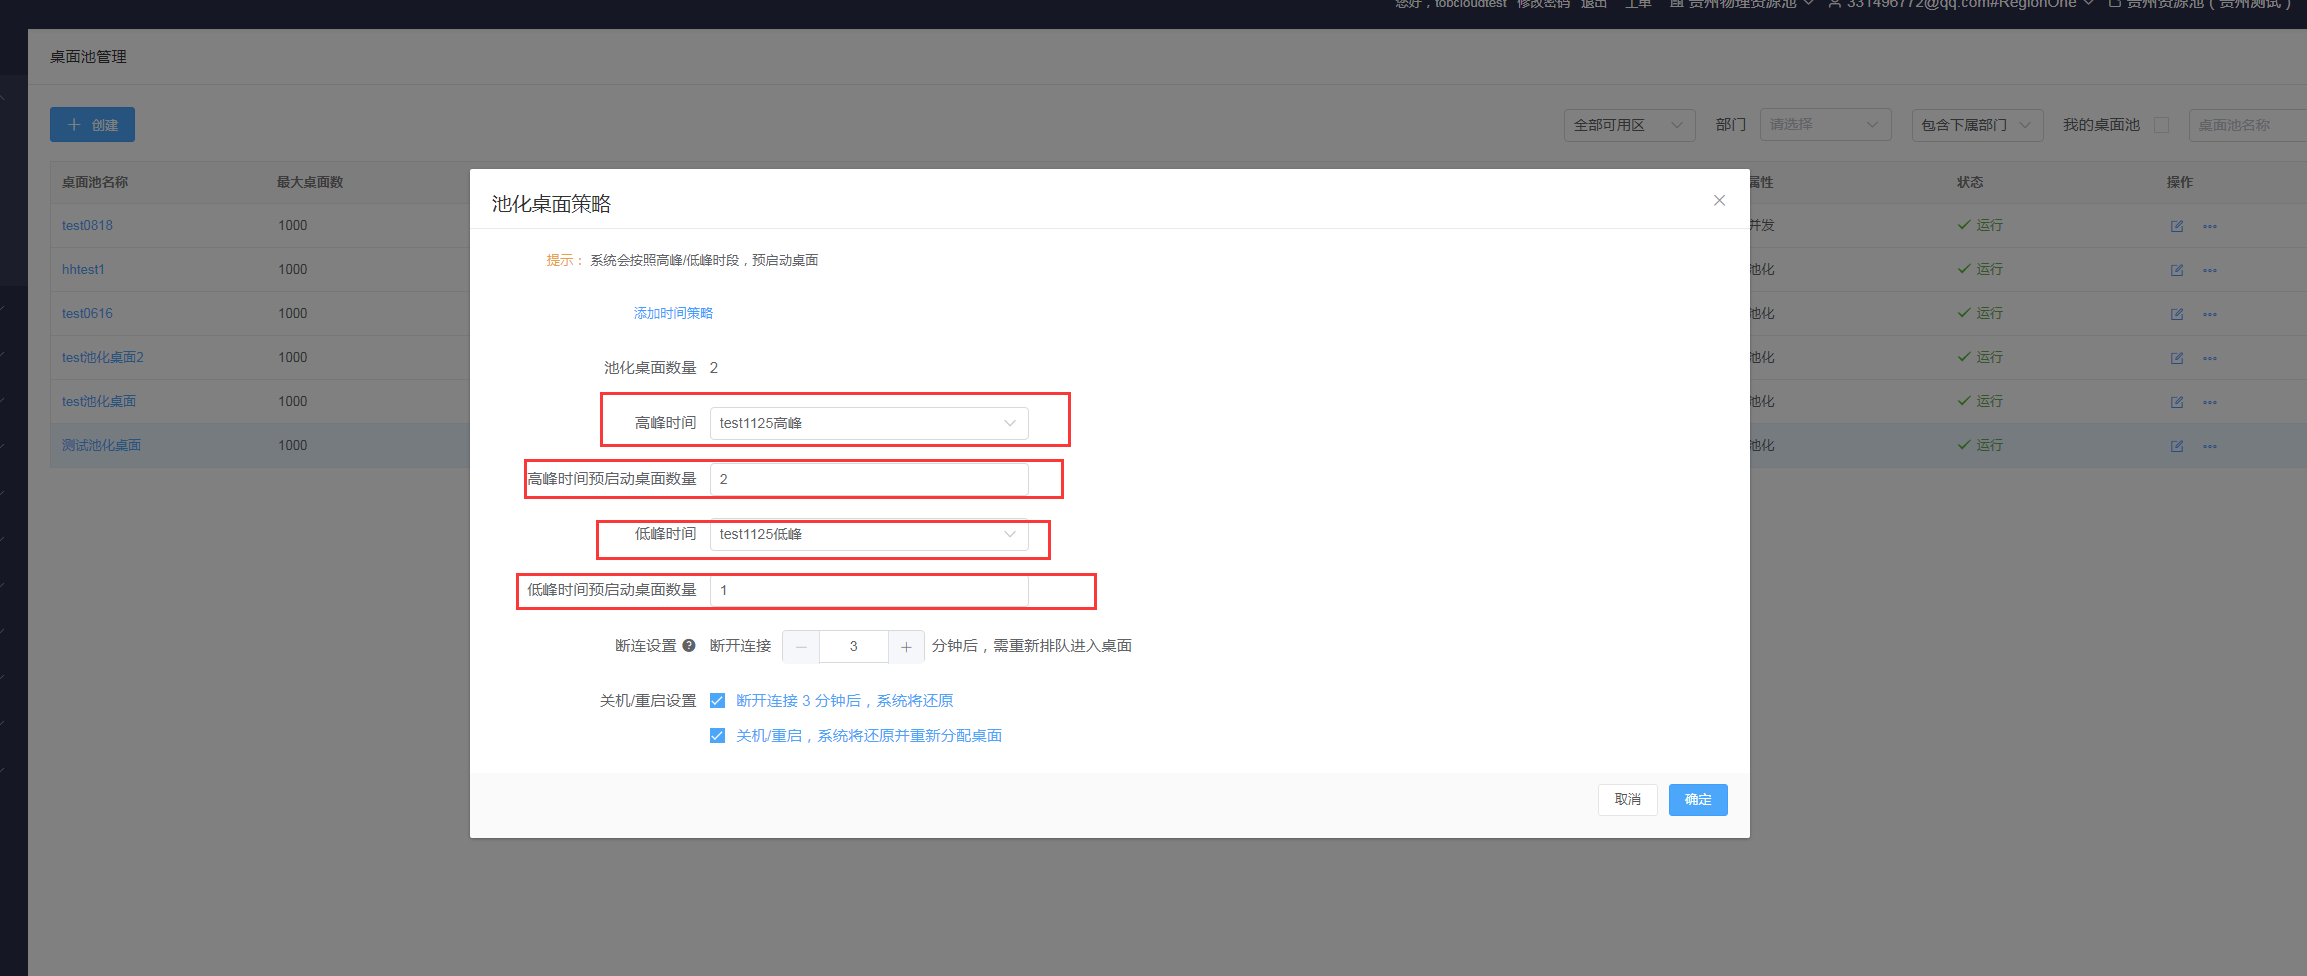 您好，tobcloudtest 修改密码 退出 工单 贵州物理资源池 331496772@qq.com#RegionOne 贵州资源池（贵州测试）
桌面池管理
创建 全部可用区 部门 请选择 包含下属部门 我的桌面池 桌面池名称
桌面池名称 最大桌面数 属性 状态 操作
test0818 1000 并发 运行
hhtest1 1000 池化 运行
test0616 1000 池化 运行
test池化桌面2 1000 池化 运行
test池化桌面 1000 池化 运行
测试池化桌面 1000 池化 运行
池化桌面策略
提示： 系统会按照高峰/低峰时段，预启动桌面
添加时间策略
池化桌面数量 2
高峰时间 test1125高峰
高峰时间预启动桌面数量 2
低峰时间 test1125低峰
低峰时间预启动桌面数量 1
断连设置 断开连接 3 分钟后，需重新排队进入桌面
关机/重启设置 断开连接 3 分钟后，系统将还原
关机/重启，系统将还原并重新分配桌面
取消 确定